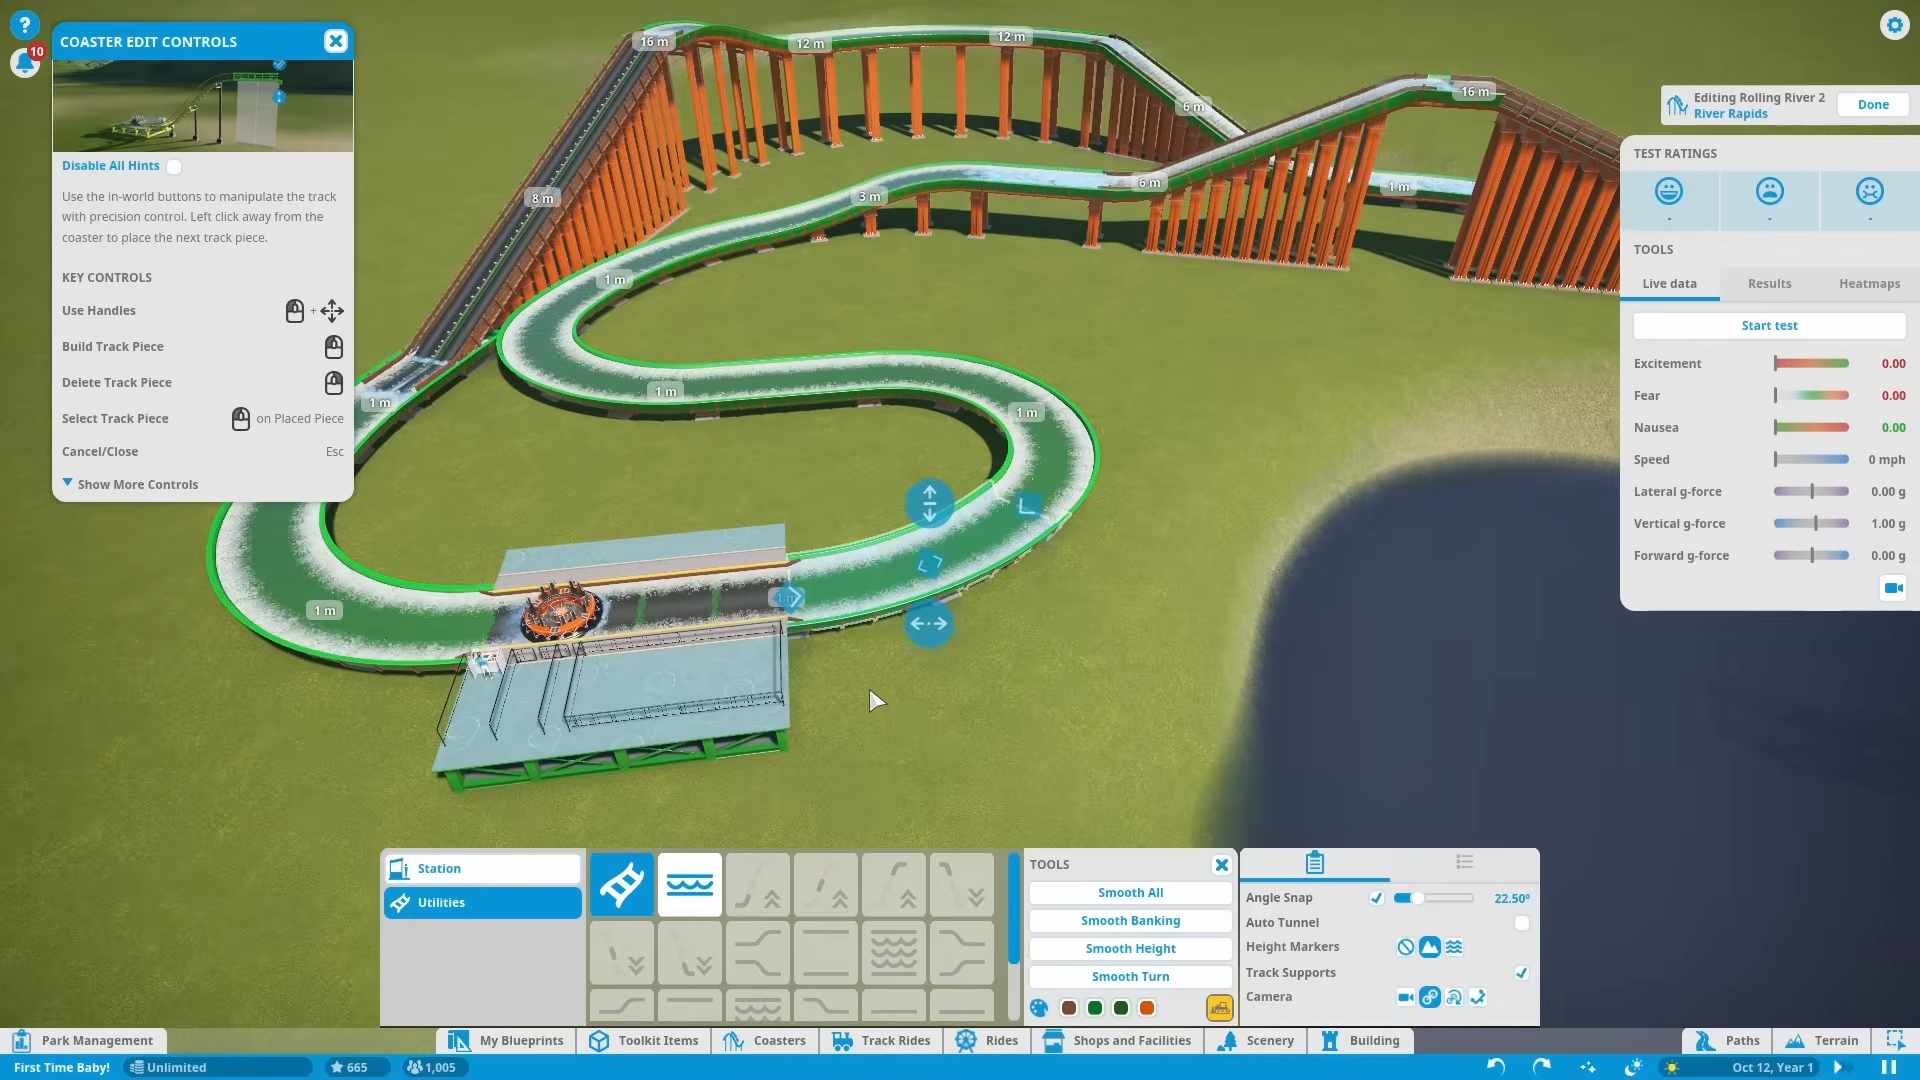 ?
10
COASTER EDIT CONTROLS
Disable All Hints
Use the in-world buttons to manipulate the track
with precision control. Left click away from the
coaster to place the next track piece.
KEY CONTROLS
Use Handles +
Build Track Piece
Delete Track Piece
Select Track Piece on Placed Piece
Cancel/Close Esc
Show More Controls
16 m
12 m
12 m
6 m
16 m
8 m
3 m
6 m
1 m
1 m
1 m
1 m
1 m
1 m
1 m
Editing Rolling River 2
River Rapids
Done
TEST RATINGS
- - -
TOOLS
Live data Results Heatmaps
Start test
Excitement 0.00
Fear 0.00
Nausea 0.00
Speed 0 mph
Lateral g-force 0.00 g
Vertical g-force 1.00 g
Forward g-force 0.00 g
Station
Utilities
TOOLS
Smooth All
Smooth Banking
Smooth Height
Smooth Turn
Angle Snap 22.50°
Auto Tunnel
Height Markers
Track Supports
Camera
Park Management
My Blueprints
Toolkit Items
Coasters
Track Rides
Rides
Shops and Facilities
Scenery
Building
Paths
Terrain
First Time Baby!
Unlimited
665
1,005
Oct 12, Year 1